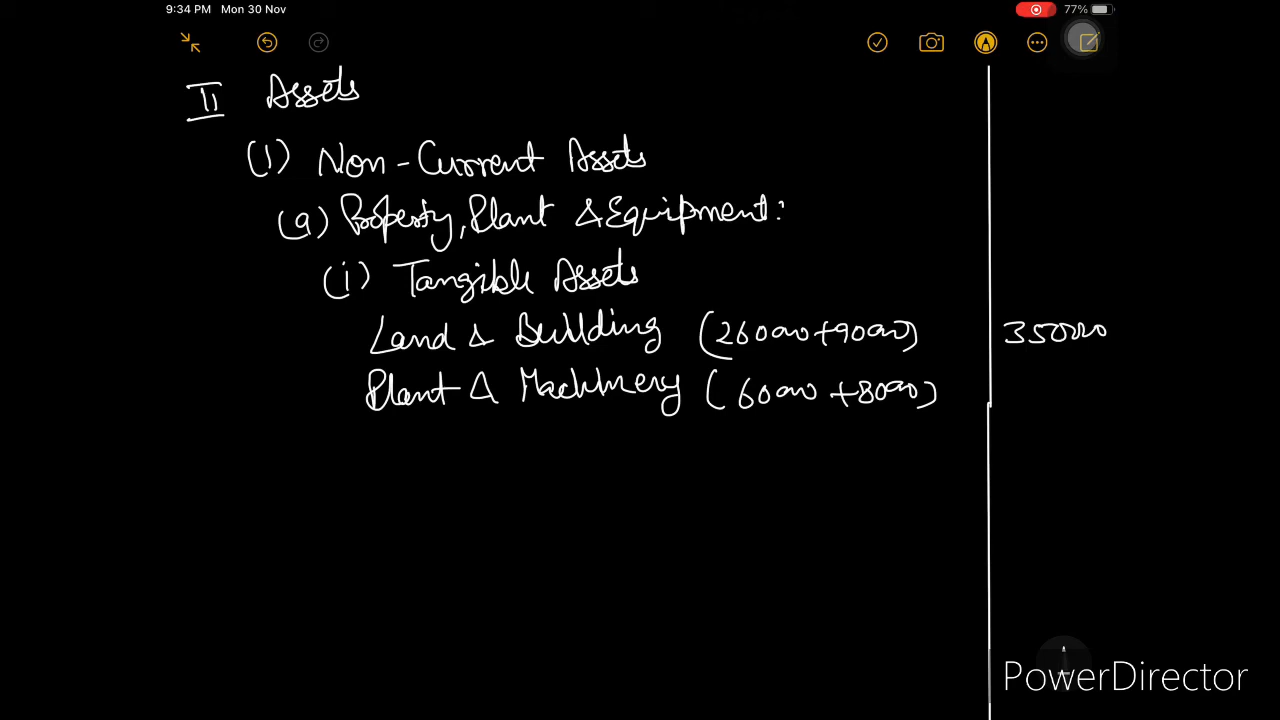 9:34 PM Mon 30 Nov 77%
II Assets
(1) Non-Current Assets
(a) Property, Plant & Equipment:
(i) Tangible Assets
Land & Building (260000+90000) 350000
Plant & Machinery (60000+80000)
PowerDirector